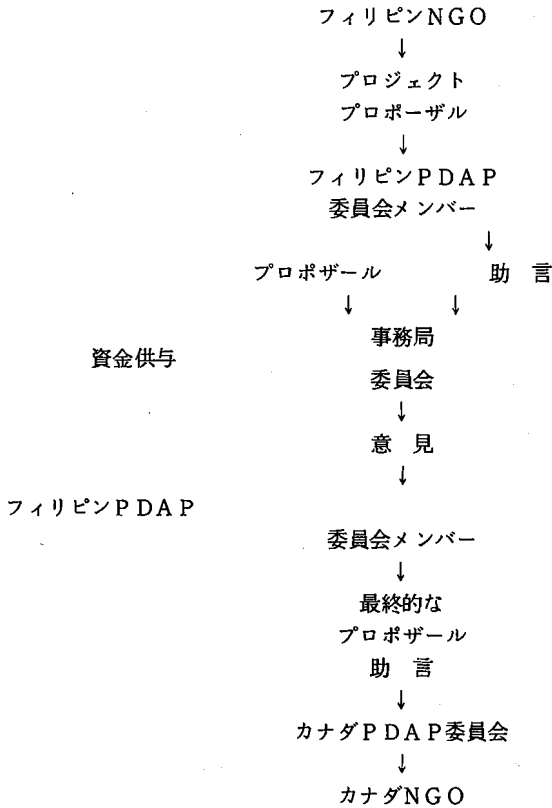 フィリピンNGO
↓
プロジェクト
プロポーザル
↓
フィリピンPDAP
委員会メンバー
↓
プロポザール 助 言
↓ ↓
事務局
資金供与
委員会
↓
意 見
↓
フィリピンPDAP
委員会メンバー
↓
最終的な
プロポザール
助 言
↓
カナダPDAP委員会
↓
カナダNGO